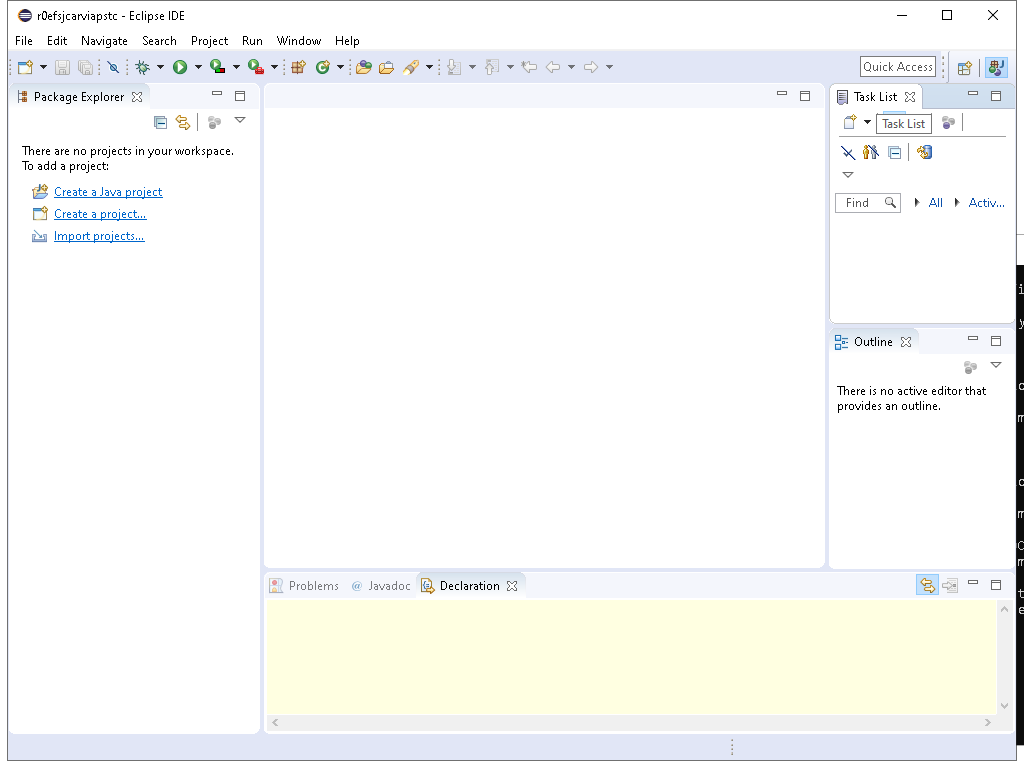 r0efsjcarviapstc - Eclipse IDE
File Edit Navigate Search Project Run Window Help
Quick Access
Package Explorer
There are no projects in your workspace.
To add a project:
Create a Java project
Create a project...
Import projects...
Task List
Task List
Find
All
Activ...
Outline
There is no active editor that
provides an outline.
Problems @ Javadoc Declaration